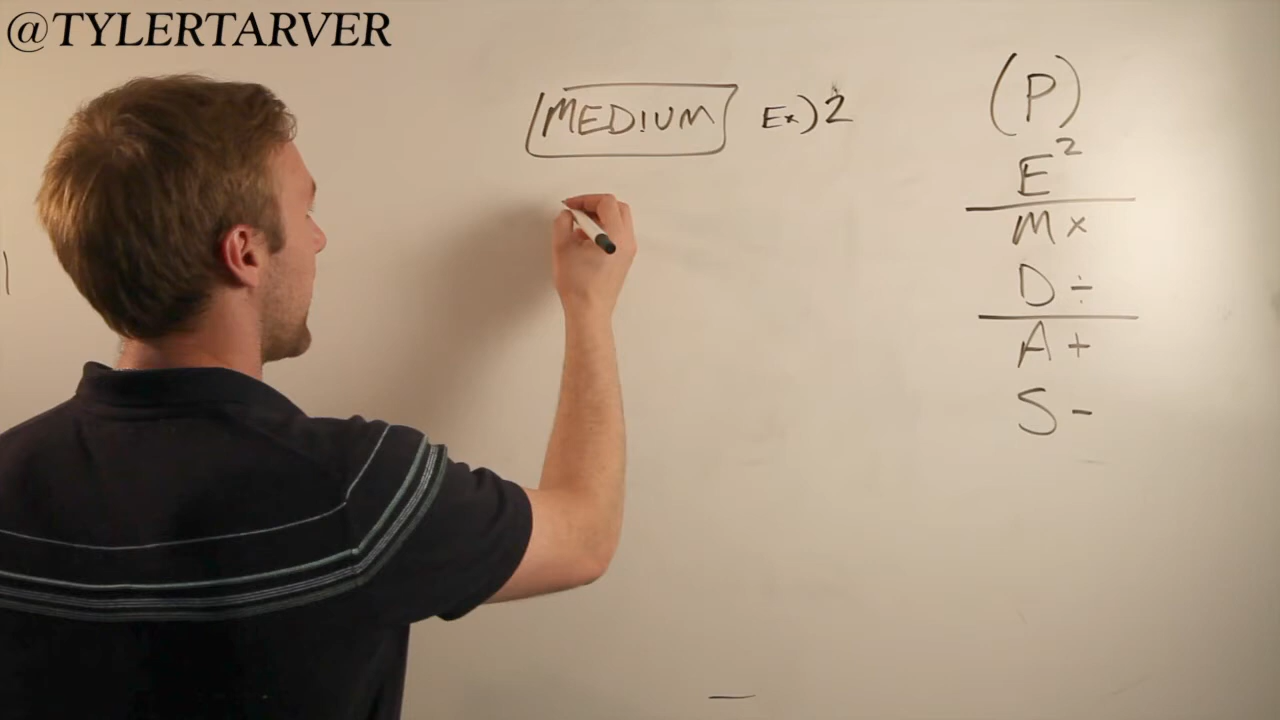 @TYLERTARVER
MEDIUM Ex) 2
(P)
E²
M ×
D ÷
A +
S -